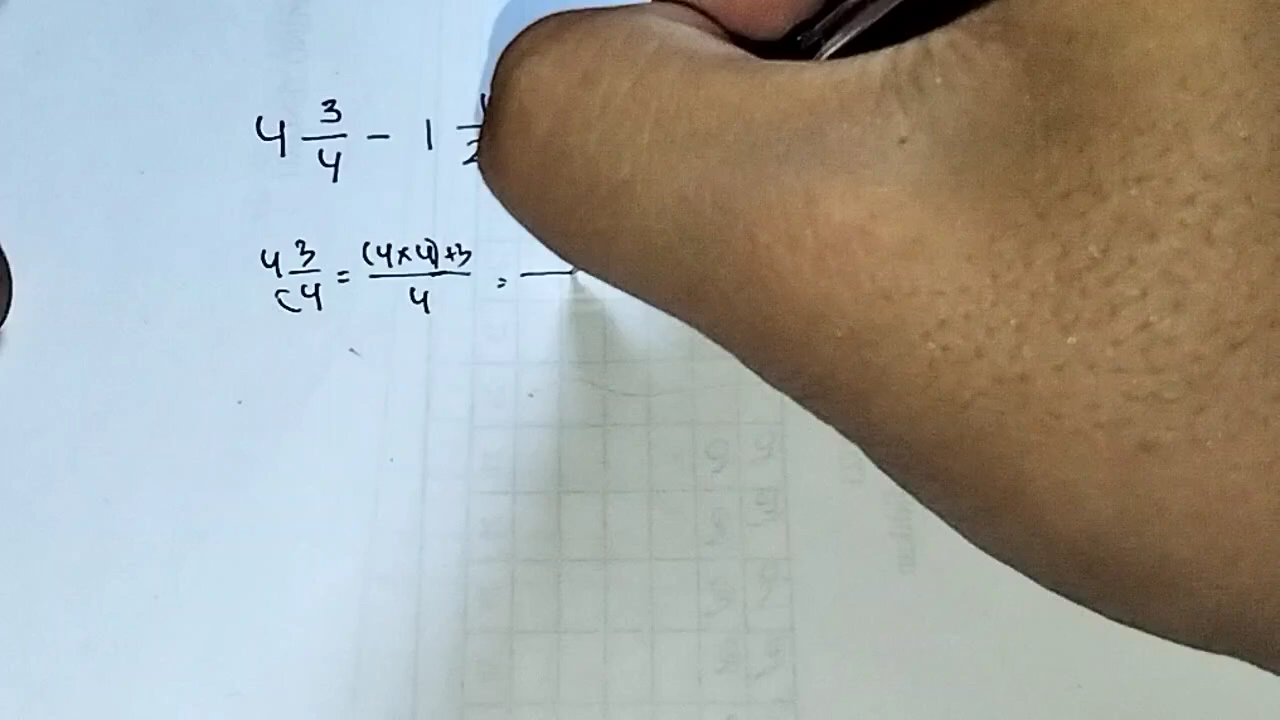 4 3/4 - 1
4 3/4 = (4×4)+3/4 =